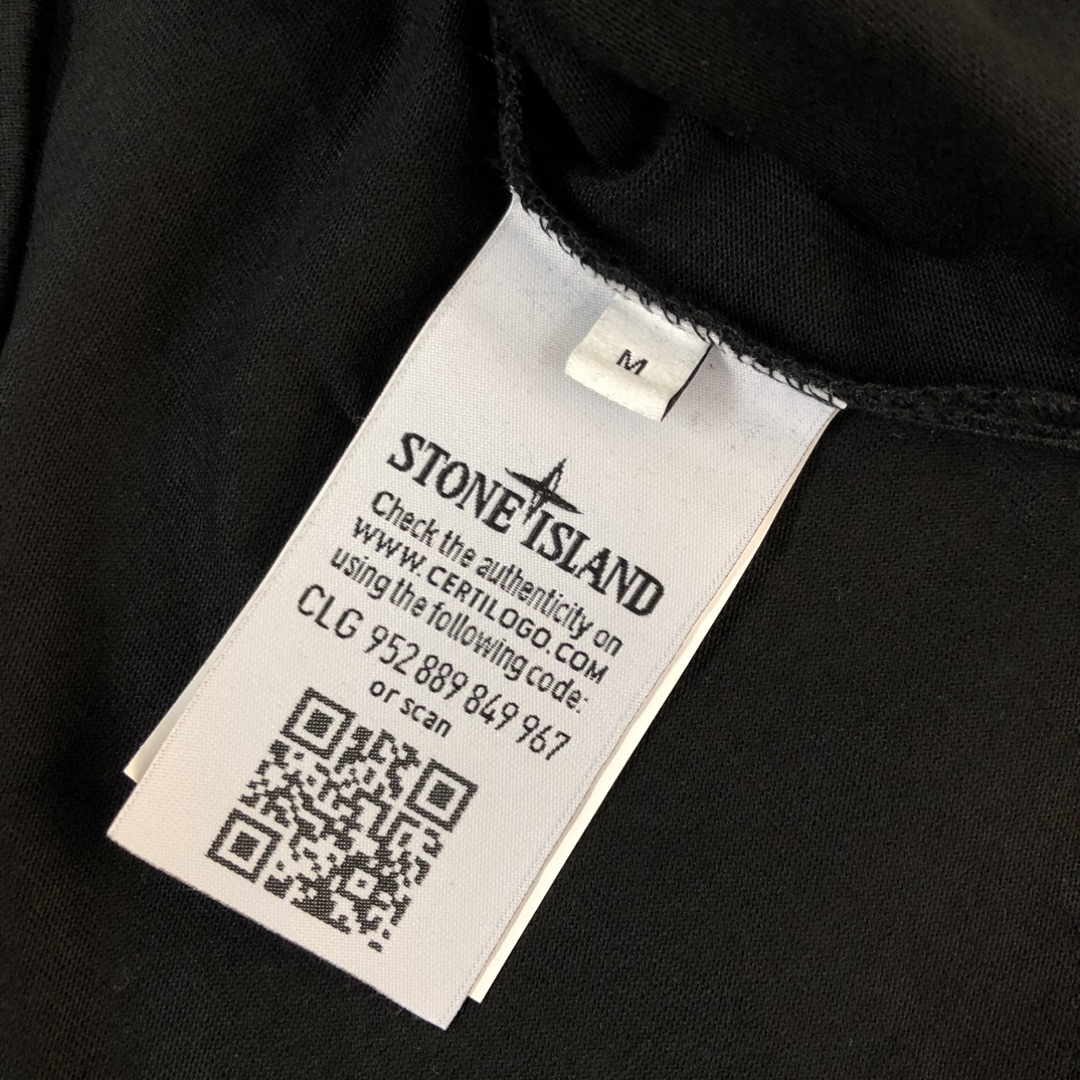 M
STONE ISLAND
Check the authenticity on
WWW.CERTILOGO.COM
using the following code:
CLG 952 889 849 967
or scan